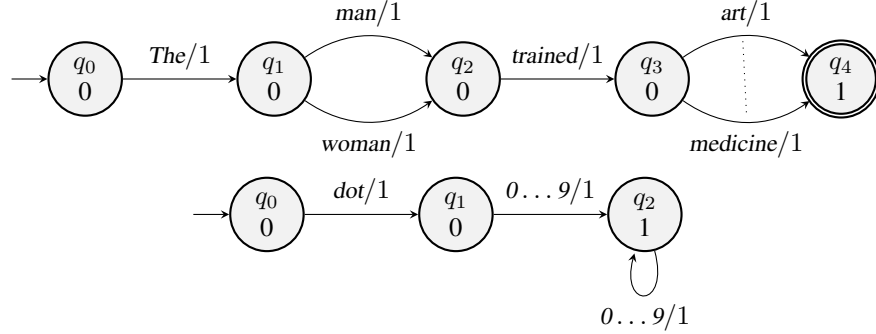 man/1 art/1
The/1 trained/1
q0 q1 q2 q3 q4
0 0 0 0 1
woman/1 medicine/1
dot/1 0 . . . 9/1
q0 q1 q2
0 0 1
0 . . . 9/1